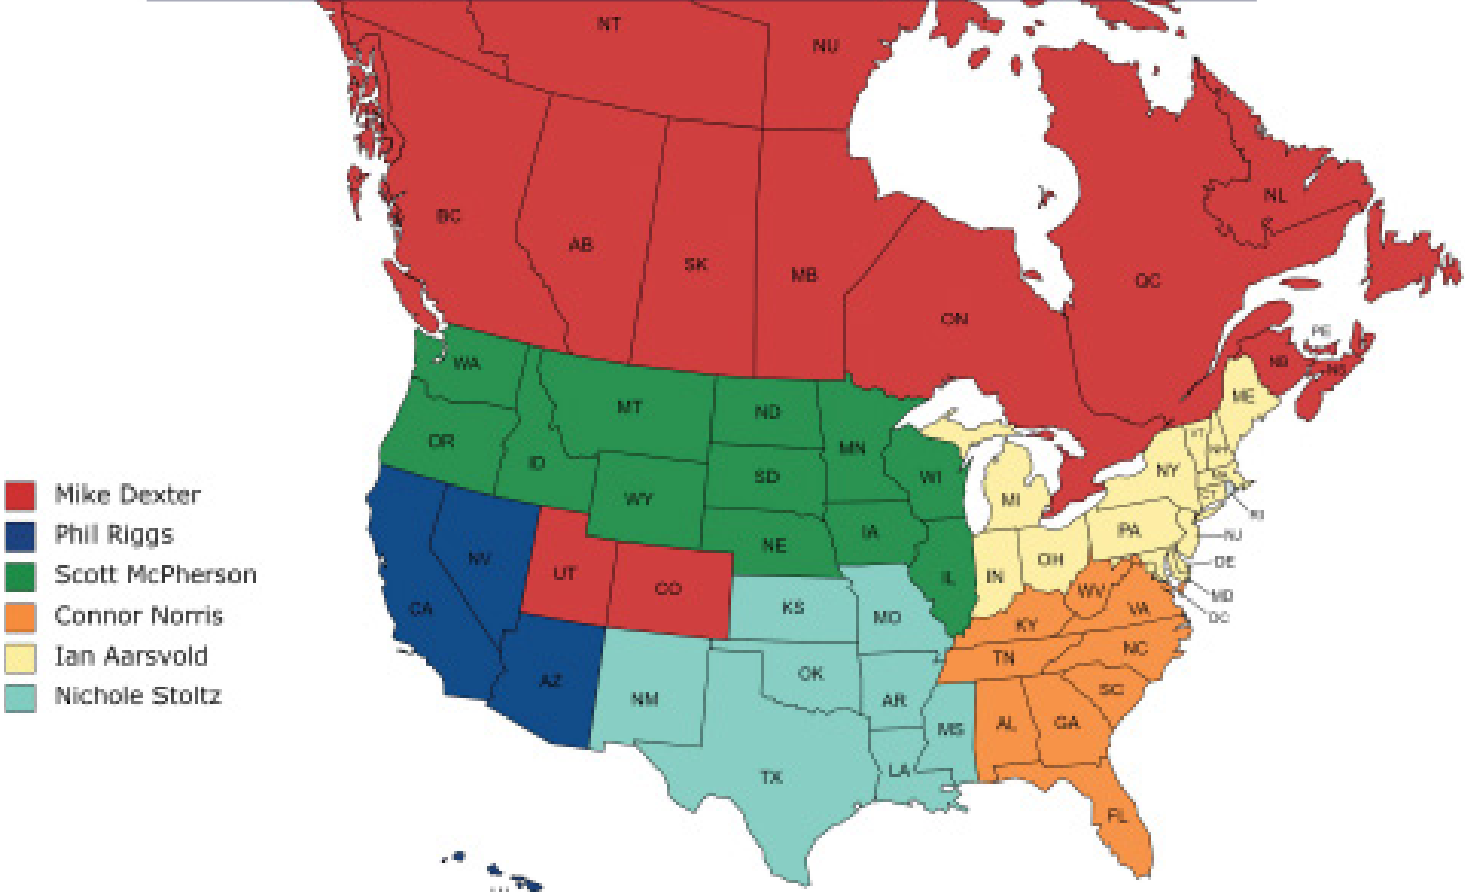 NT
NU
BC
AB
SK
MB
ON
QC
NL
PE
NB
NS
WA
OR
ID
MT
WY
ND
SD
NE
MN
IA
WI
IL
MI
IN
OH
PA
NY
ME
CT
RI
NJ
DE
MD
DC
NV
CA
AZ
UT
CO
NM
KS
MO
OK
AR
TX
LA
MS
KY
WV
VA
TN
NC
SC
AL
GA
FL
Mike Dexter
Phil Riggs
Scott McPherson
Connor Norris
Ian Aarsvold
Nichole Stoltz